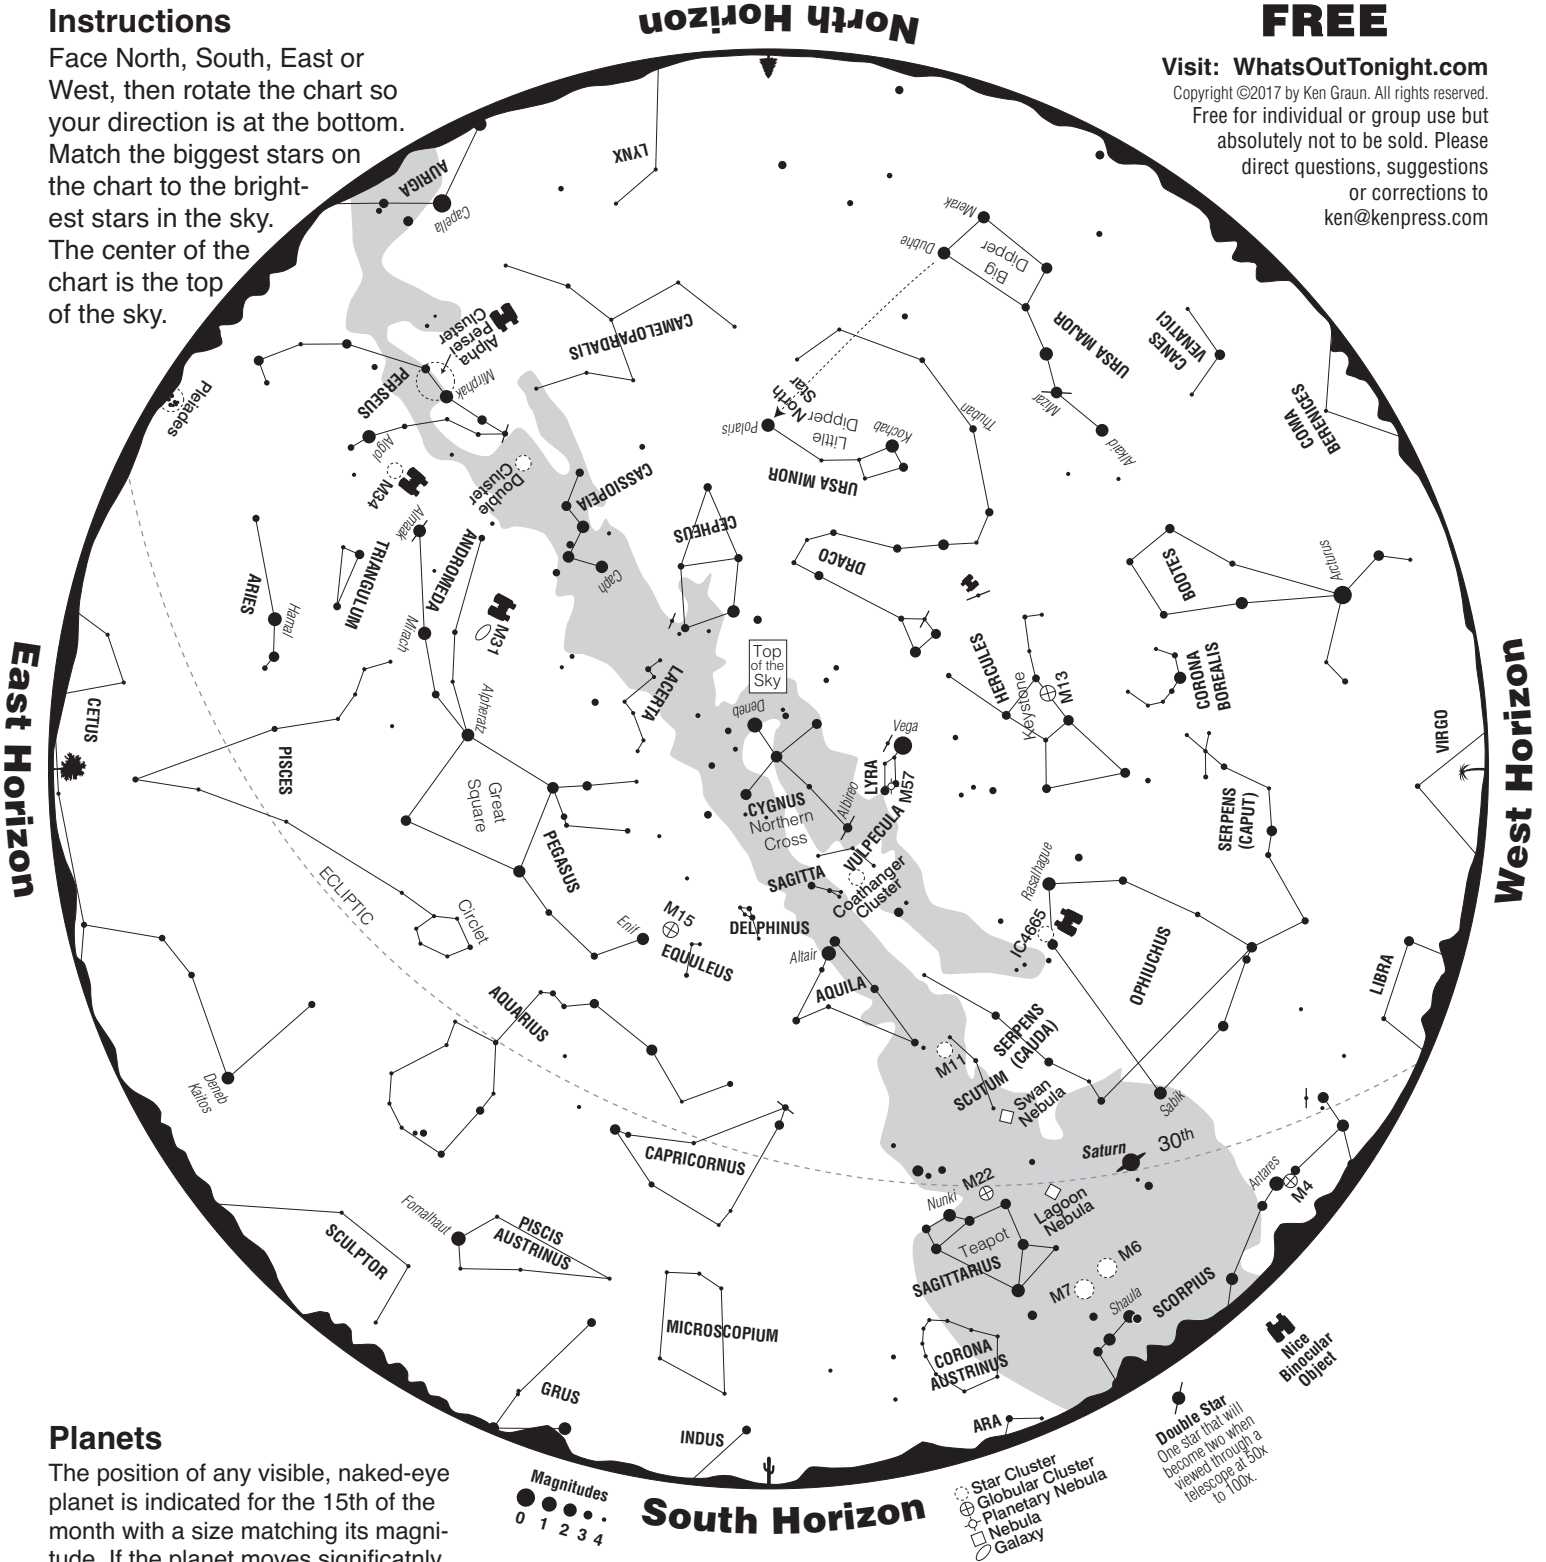 Instructions
Face North, South, East or
West, then rotate the chart so
your direction is at the bottom.
Match the biggest stars on
the chart to the bright-
est stars in the sky.
The center of the
chart is the top
of the sky.
North Horizon
FREE
Visit: WhatsOutTonight.com
Copyright ©2017 by Ken Graun. All rights reserved.
Free for individual or group use but
absolutely not to be sold. Please
direct questions, suggestions
or corrections to
ken@kenpress.com
AURIGA
Capella
LYNX
Merak
Dubhe
Big
Dipper
URSA MAJOR
CANES
VENATICI
Mizar
Alkaid
COMA
BERENICES
Alpha
Persei
Cluster
CAMELOPARDALIS
PERSEUS
Mirphak
Pleiades
Algol
M34
Double
Cluster
North
Star
Polaris
Little
Dipper
Kochab
Thuban
URSA MINOR
CASSIOPEIA
Caph
CEPHEUS
DRACO
BOOTES
Arcturus
Almaak
ANDROMEDA
TRIANGULUM
ARIES
Hamal
Mirach
M31
Alpheratz
LACERTA
Top
of the
Sky
Deneb
HERCULES
Keystone
M13
CORONA
BOREALIS
VIRGO
East Horizon
CETUS
PISCES
Great
Square
PEGASUS
CYGNUS
Northern
Cross
Albireo
Vega
LYRA
M57
VULPECULA
SERPENS
(CAPUT)
West Horizon
ECLIPTIC
Circlet
Enif
M15
EQUULEUS
SAGITTA
DELPHINUS
Coathanger
Cluster
Rasalhague
IC4665
OPHIUCHUS
LIBRA
AQUARIUS
Altair
AQUILA
M11
SCUTUM
SERPENS
(CAUDA)
Swan
Nebula
Sabik
Deneb
Kaitos
CAPRICORNUS
Saturn
30th
Antares
M4
Nunki
M22
Lagoon
Nebula
Teapot
SAGITTARIUS
M6
M7
Shaula
SCORPIUS
SCULPTOR
Fomalhaut
PISCIS
AUSTRINUS
MICROSCOPIUM
CORONA
AUSTRINUS
GRUS
INDUS
ARA
South Horizon
Planets
The position of any visible, naked-eye
planet is indicated for the 15th of the
month with a size matching its magni-
tude. If the planet moves significatnly
Magnitudes
0 1 2 3 4
Star Cluster
Globular Cluster
Planetary Nebula
Nebula
Galaxy
Double Star
One star that will
become two when
viewed through a
telescope at 50x
to 100x.
Nice
Binocular
Object